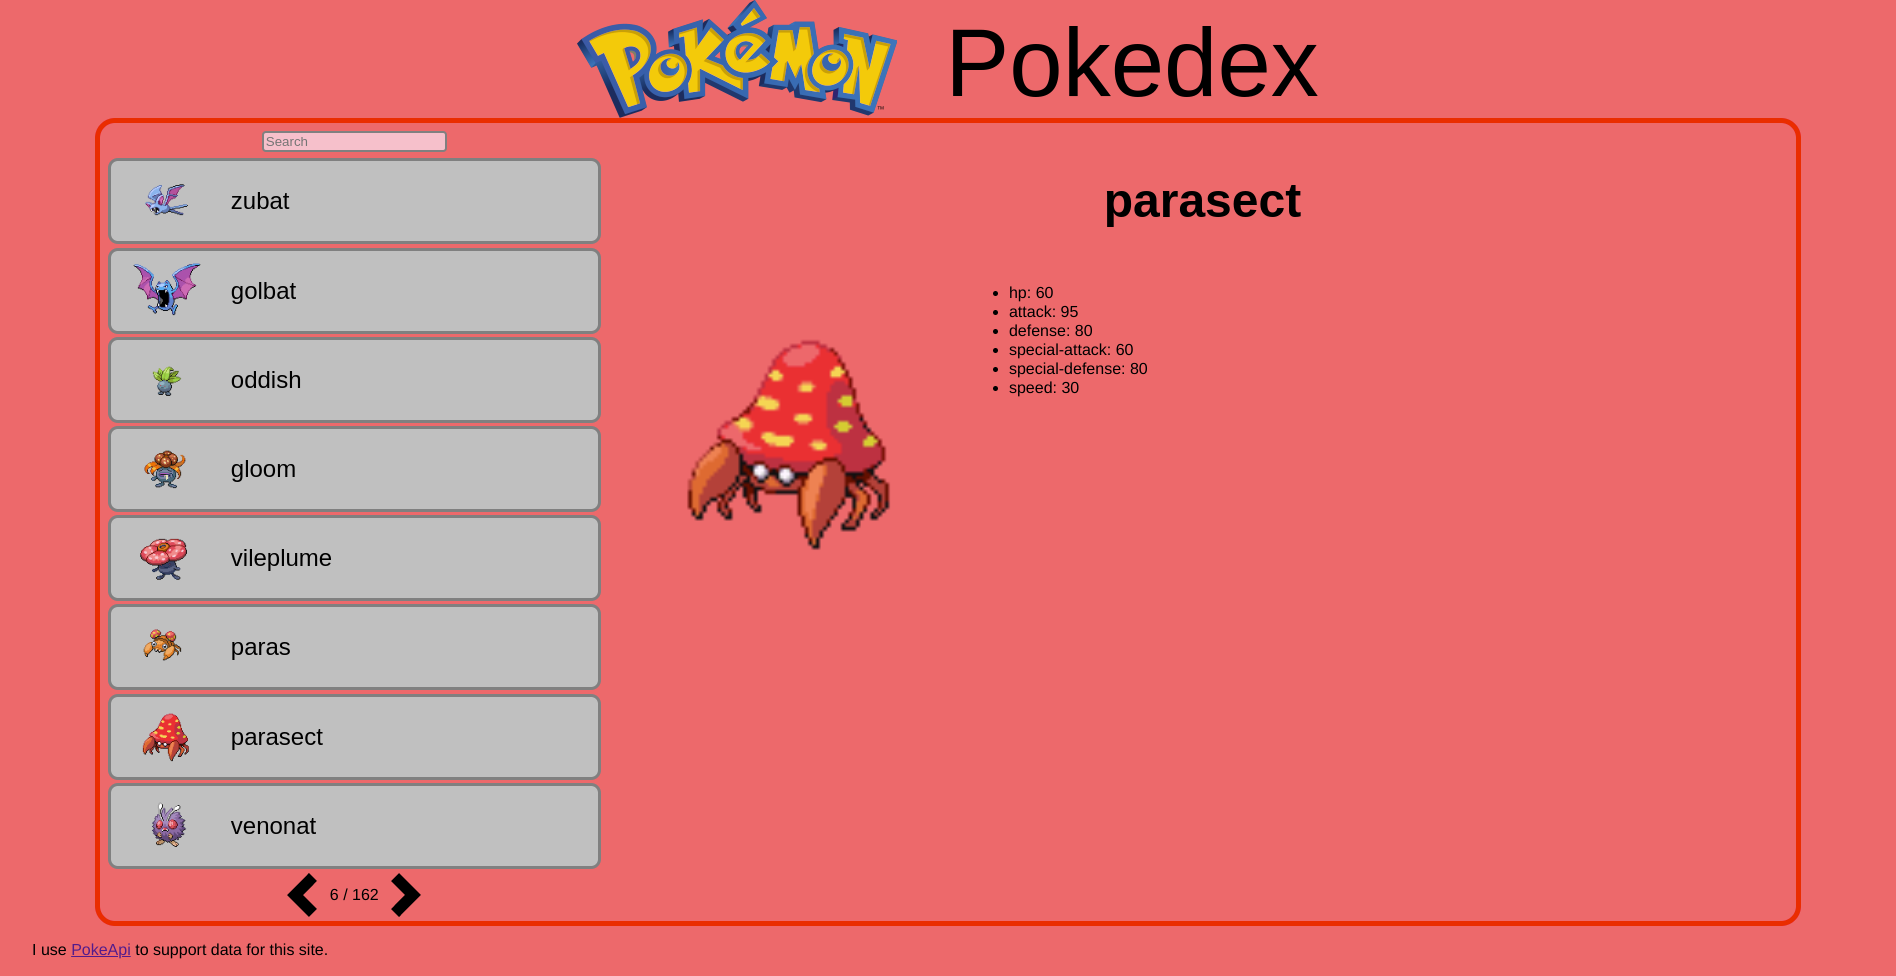 POKéMON
TM
Pokedex
Search
zubat
golbat
oddish
gloom
vileplume
paras
parasect
venonat
6 / 162
parasect
hp: 60
attack: 95
defense: 80
special-attack: 60
special-defense: 80
speed: 30
I use PokeApi to support data for this site.